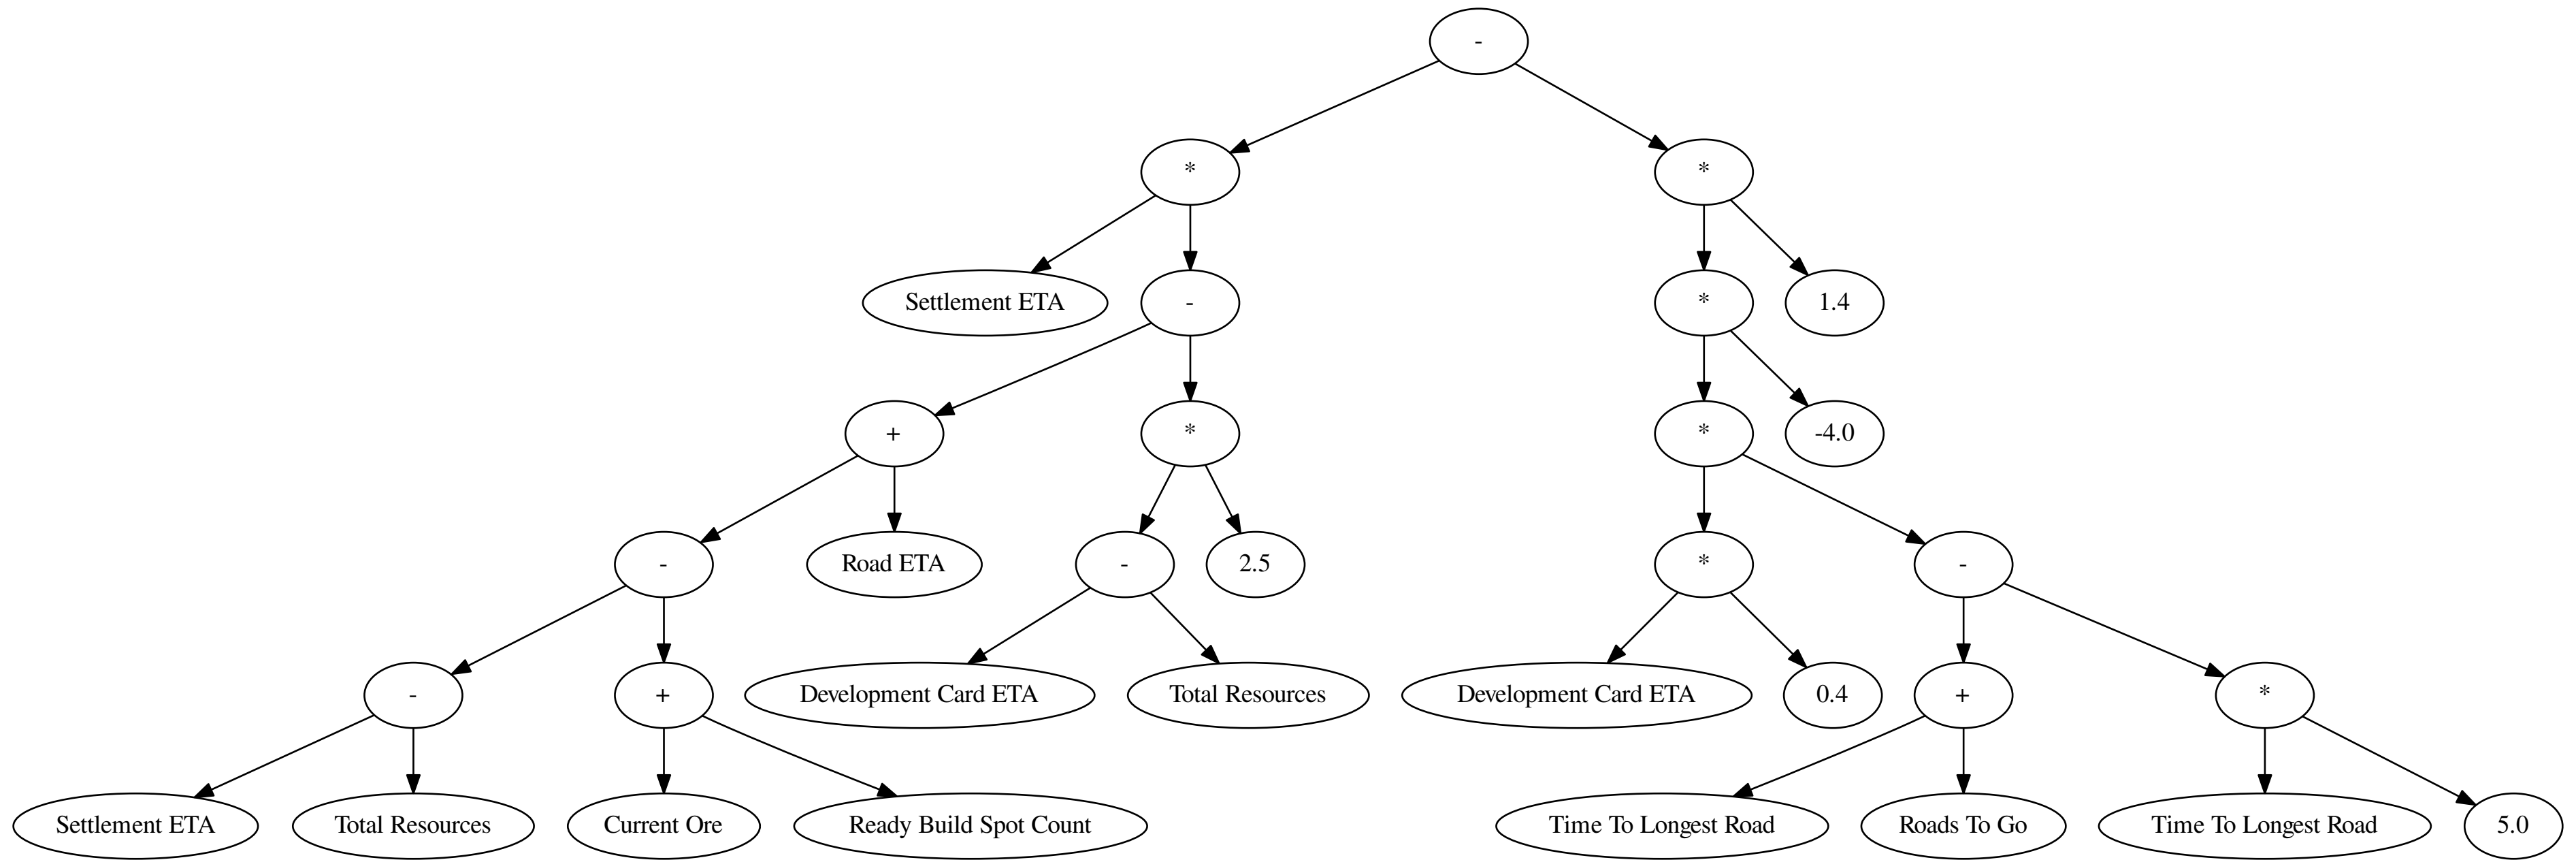 -
* *
Settlement ETA - * 1.4
+ * * -4.0
- Road ETA - 2.5 * -
- + Development Card ETA Total Resources Development Card ETA 0.4 + *
Settlement ETA Total Resources Current Ore Ready Build Spot Count Time To Longest Road Roads To Go Time To Longest Road 5.0